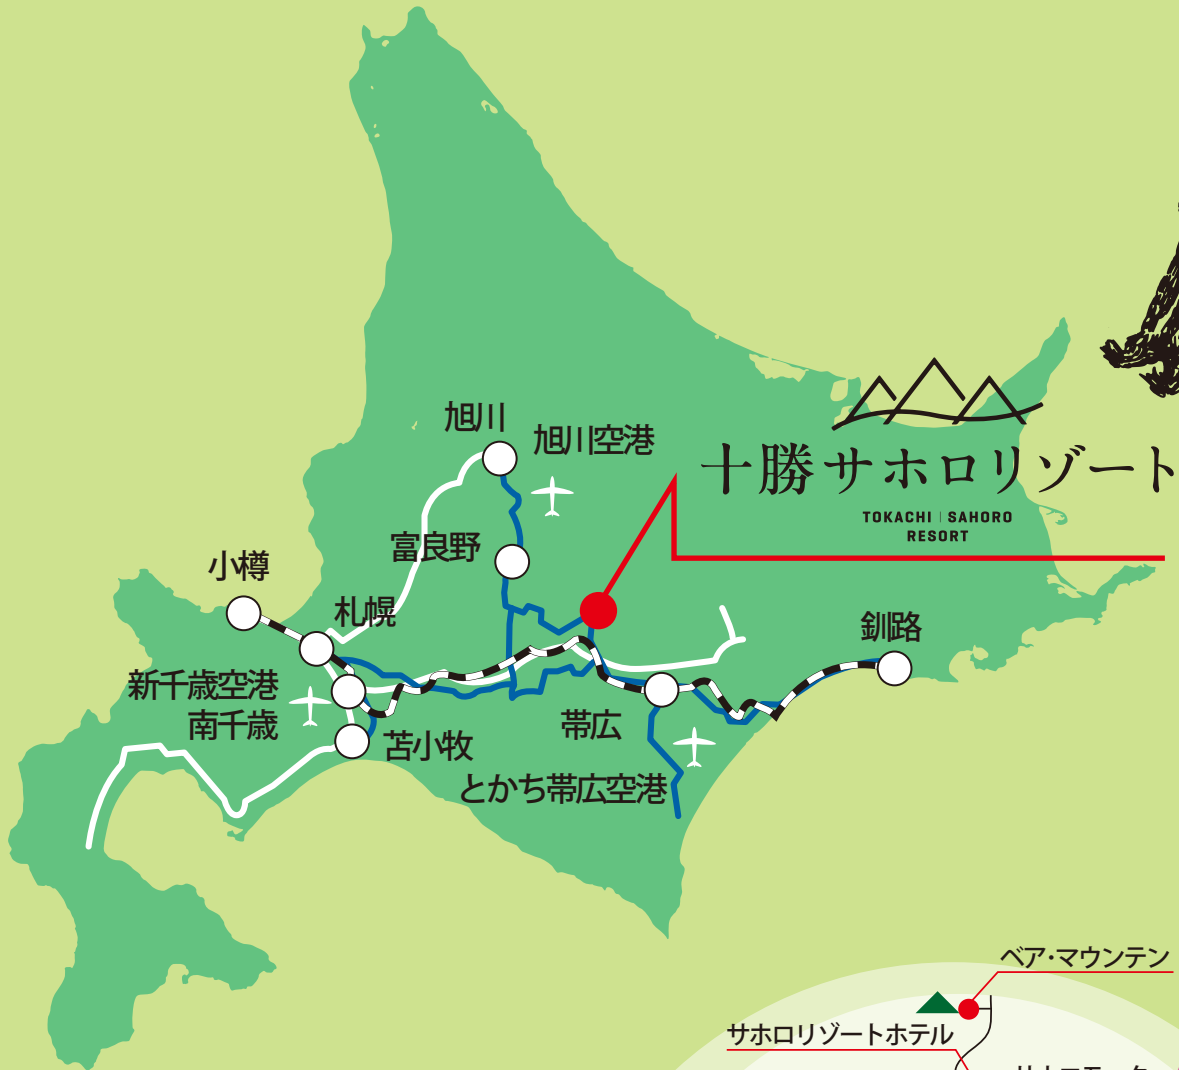 旭川
旭川空港
十勝サホロリゾート
TOKACHI | SAHORO
RESORT
富良野
小樽
札幌
釧路
新千歳空港
南千歳
帯広
苫小牧
とかち帯広空港
ベア・マウンテン
サホロリゾートホテル